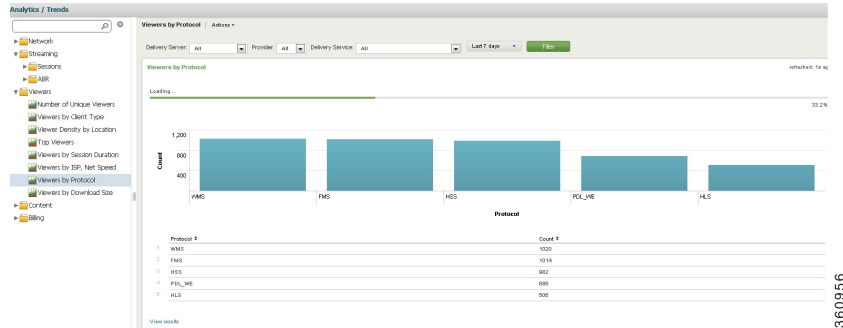 Analytics / Trends
Network
Streaming
Sessions
ABR
Viewers
Number of Unique Viewers
Viewers by Client Type
Viewer Density by Location
Top Viewers
Viewers by Session Duration
Viewers by ISP, Net Speed
Viewers by Protocol
Viewers by Download Size
Content
Billing
Viewers by Protocol | Actions
Delivery Server: All Provider: All Delivery Service: All Last 7 days Filter
Viewers by Protocol refreshed: 1s ag
Loading...
33.2%
1,200
800
400
Count
WMS FMS HSS PDL_WE HLS
Protocol
Protocol Count
1 WMS 1020
2 FMS 1014
3 HSS 982
4 PDL_WE 686
5 HLS 506
View results
360956